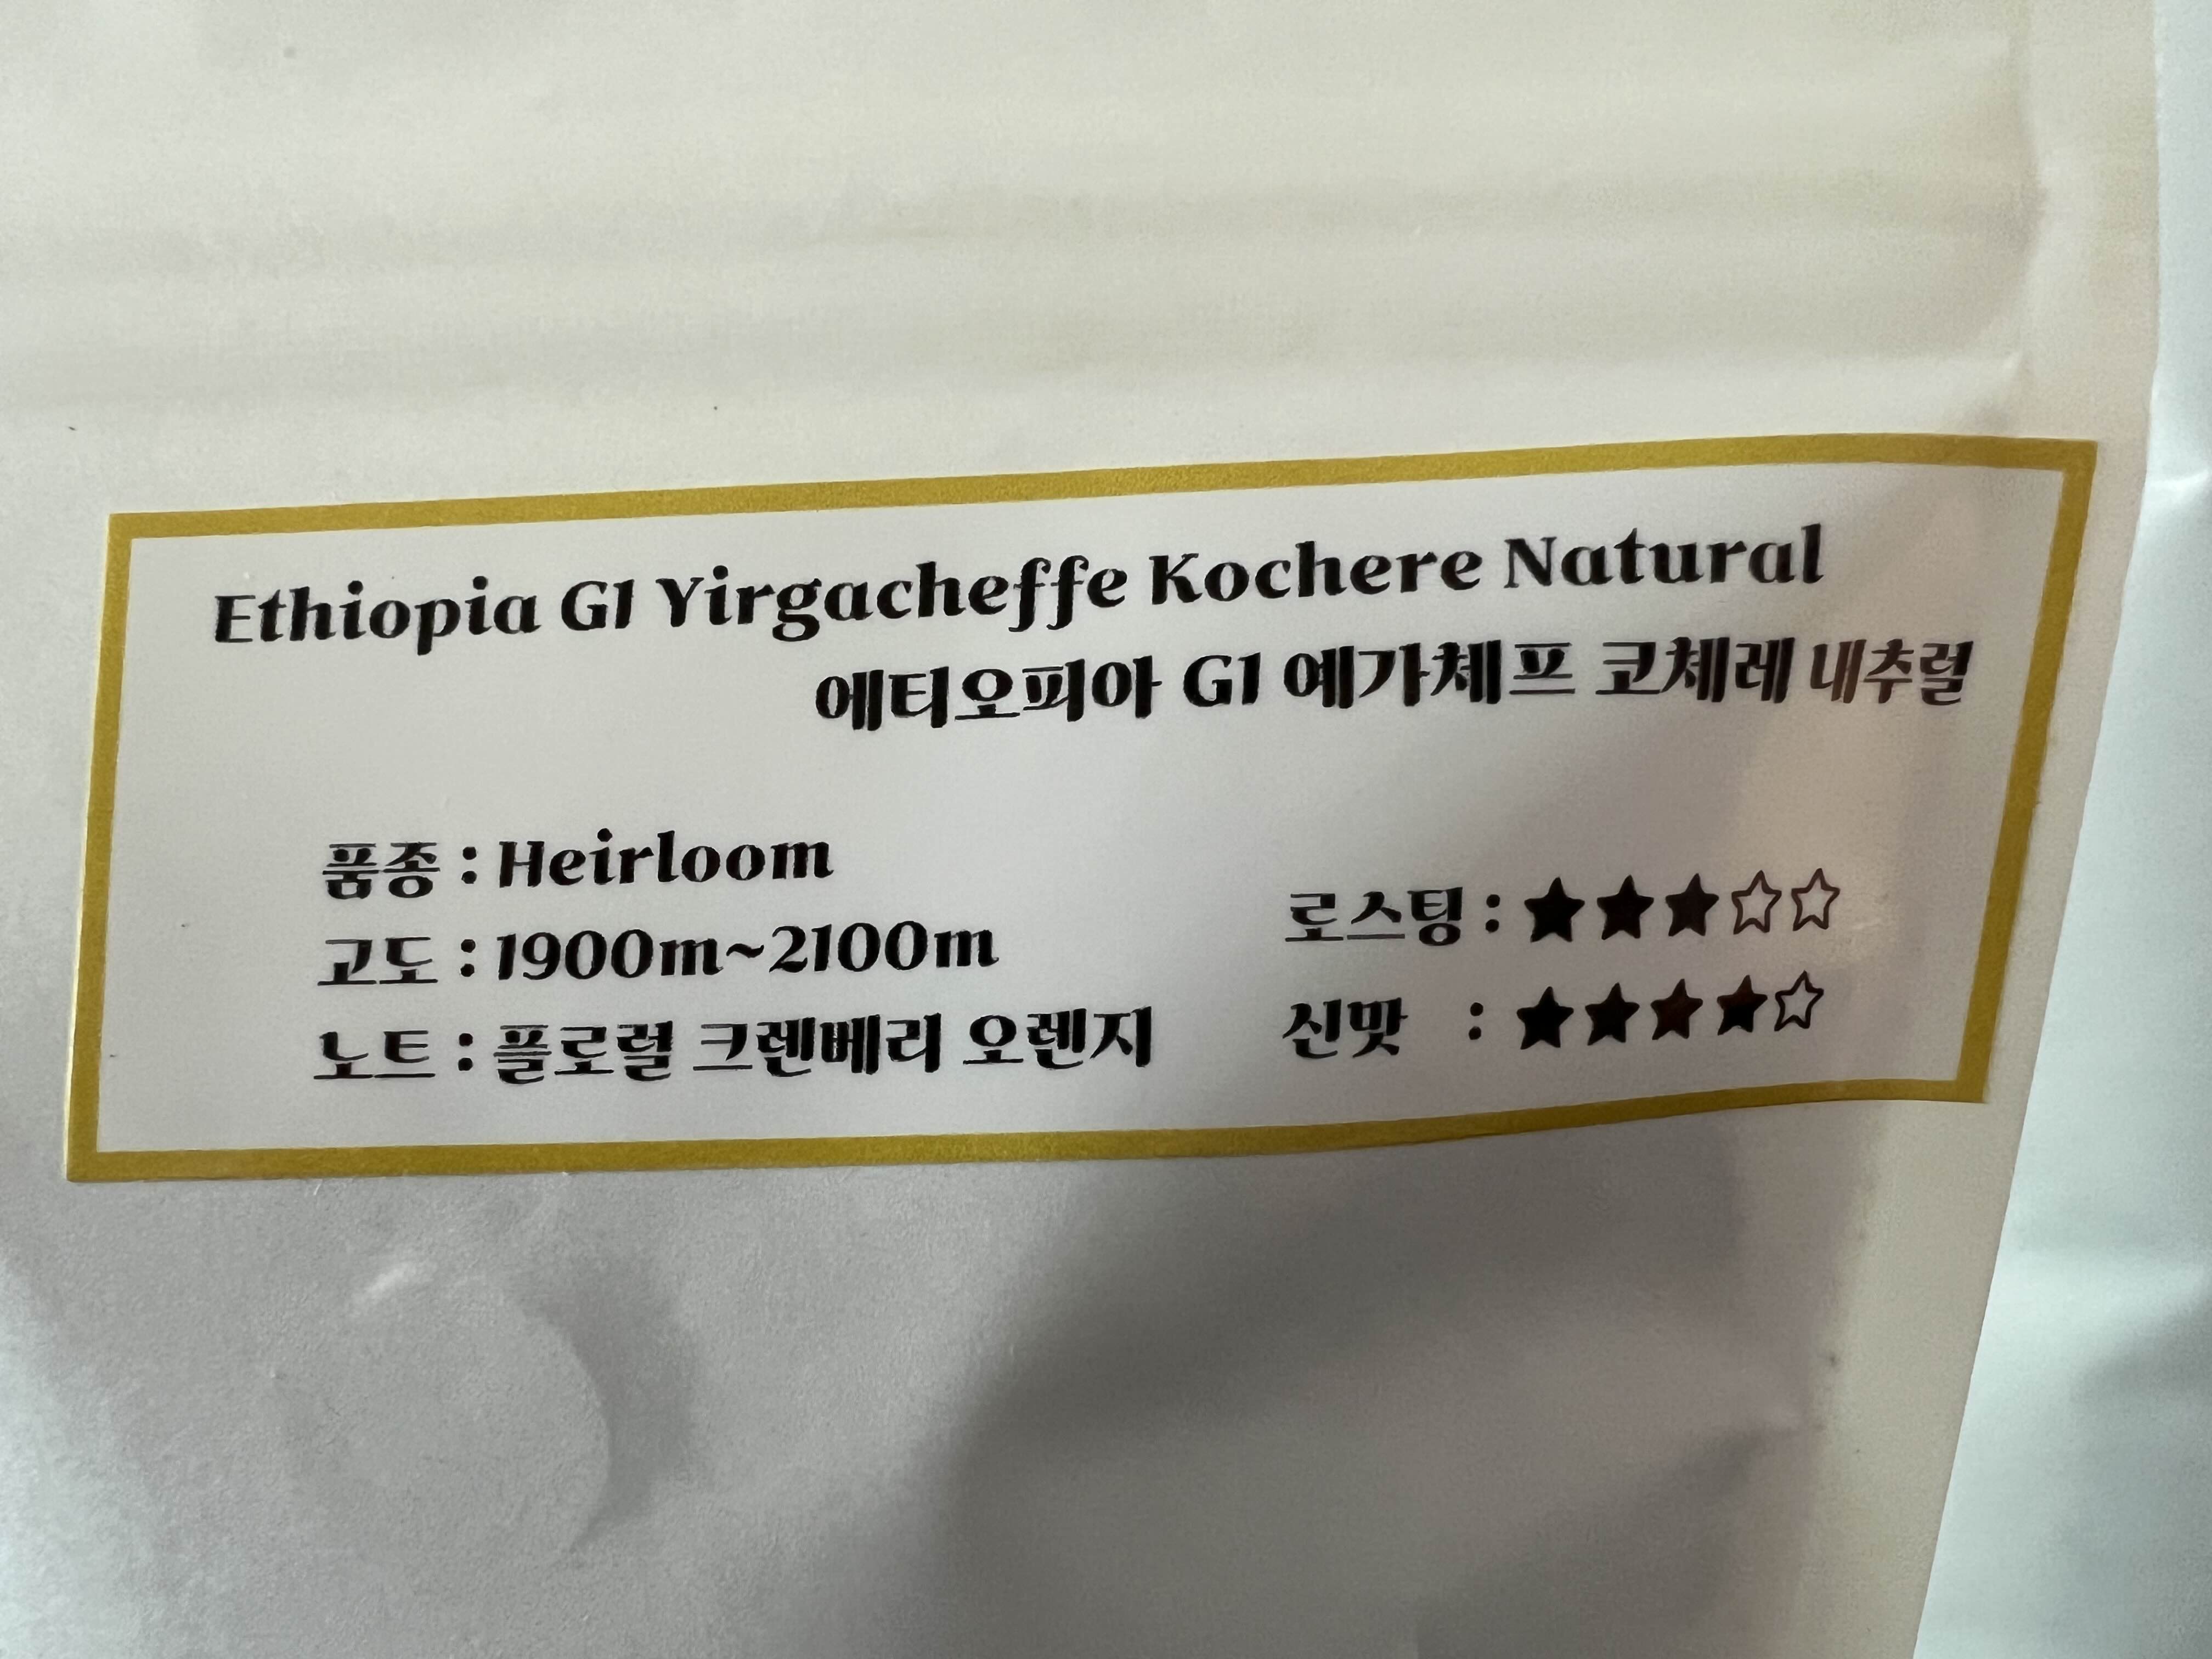 Ethiopia G1 Yirgacheffe Kochere Natural
에티오피아 G1 예가체프 코체레 내추럴
품종 : Heirloom
고도 : 1900m~2100m
노트 : 플로럴 크렌베리 오렌지
로스팅 : ★★★☆☆
신맛 : ★★★★☆